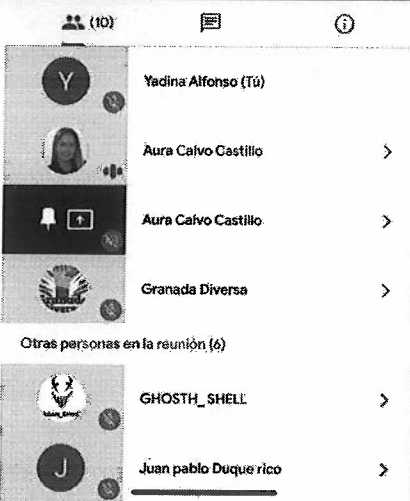 (10)
Y
Yadina Alfonso (Tú)
Aura Calvo Castillo
Aura Calvo Castillo
Granada Diversa
Otras personas en la reunión (6)
GHOSTH_SHELL
J
Juan pablo Duque rico